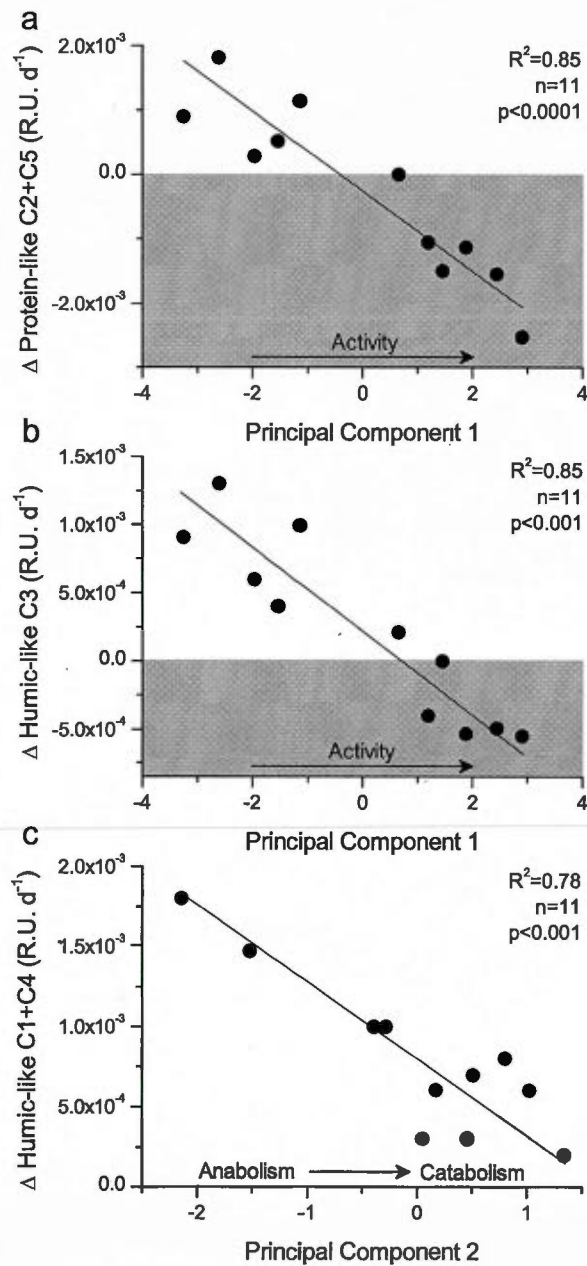 a
2.0x10⁻³
0.0
-2.0x10⁻³
Δ Protein-like C2+C5 (R.U. d⁻¹)
R²=0.85
n=11
p<0.0001
Activity
-4 -2 0 2 4
Principal Component 1
b
1.5x10⁻³
1.0x10⁻³
5.0x10⁻⁴
0.0
-5.0x10⁻⁴
Δ Humic-like C3 (R.U. d⁻¹)
R²=0.85
n=11
p<0.001
Activity
-4 -2 0 2 4
Principal Component 1
c
2.0x10⁻³
1.5x10⁻³
1.0x10⁻³
5.0x10⁻⁴
0.0
Δ Humic-like C1+C4 (R.U. d⁻¹)
R²=0.78
n=11
p<0.001
Anabolism Catabolism
-2 -1 0 1
Principal Component 2